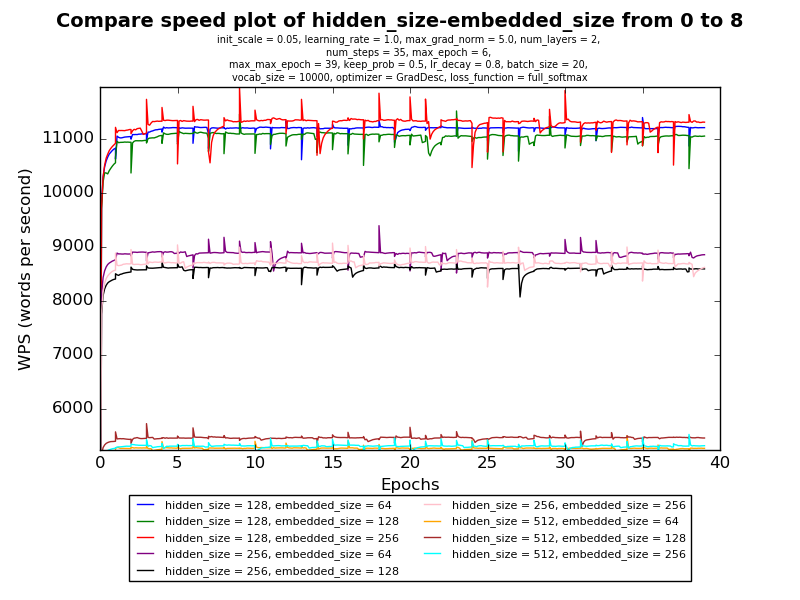 Compare speed plot of hidden_size-embedded_size from 0 to 8
init_scale = 0.05, learning_rate = 1.0, max_grad_norm = 5.0, num_layers = 2,
num_steps = 35, max_epoch = 6,
max_max_epoch = 39, keep_prob = 0.5, lr_decay = 0.8, batch_size = 20,
vocab_size = 10000, optimizer = GradDesc, loss_function = full_softmax
WPS (words per second)
11000
10000
9000
8000
7000
6000
0 5 10 15 20 25 30 35 40
Epochs
hidden_size = 128, embedded_size = 64
hidden_size = 128, embedded_size = 128
hidden_size = 128, embedded_size = 256
hidden_size = 256, embedded_size = 64
hidden_size = 256, embedded_size = 128
hidden_size = 256, embedded_size = 256
hidden_size = 512, embedded_size = 64
hidden_size = 512, embedded_size = 128
hidden_size = 512, embedded_size = 256